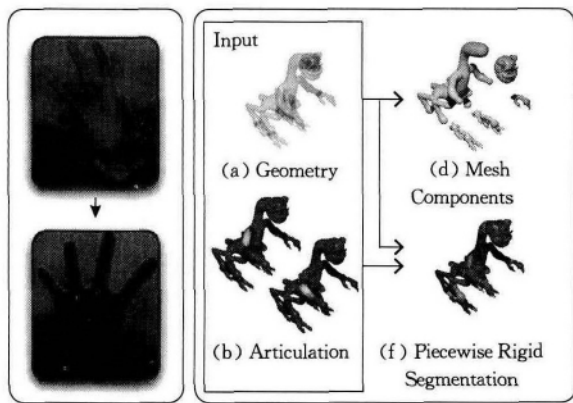 Input
(a) Geometry
(d) Mesh
Components
(b) Articulation
(f) Piecewise Rigid
Segmentation